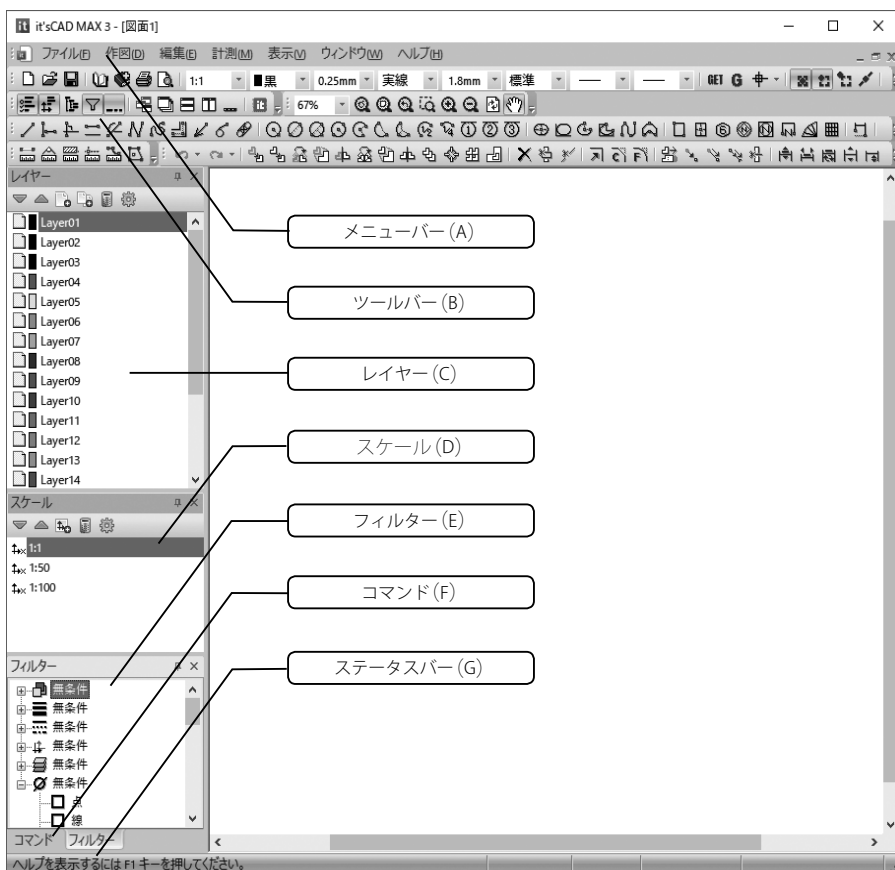 it'sCAD MAX 3 - [図面1]
ファイル(F) 作図(D) 編集(E) 計測(M) 表示(V) ウィンドウ(W) ヘルプ(H)
1:1 黒 0.25mm 実線 1.8mm 標準 GET G
67%
レイヤー
Layer01
Layer02
Layer03
Layer04
Layer05
Layer06
Layer07
Layer08
Layer09
Layer10
Layer11
Layer12
Layer13
Layer14
スケール
1:1
1:50
1:100
フィルター
無条件
無条件
無条件
無条件
無条件
無条件
点
線
コマンド フィルター
ヘルプを表示するには F1 キーを押してください。
メニューバー(A)
ツールバー(B)
レイヤー(C)
スケール(D)
フィルター(E)
コマンド(F)
ステータスバー(G)